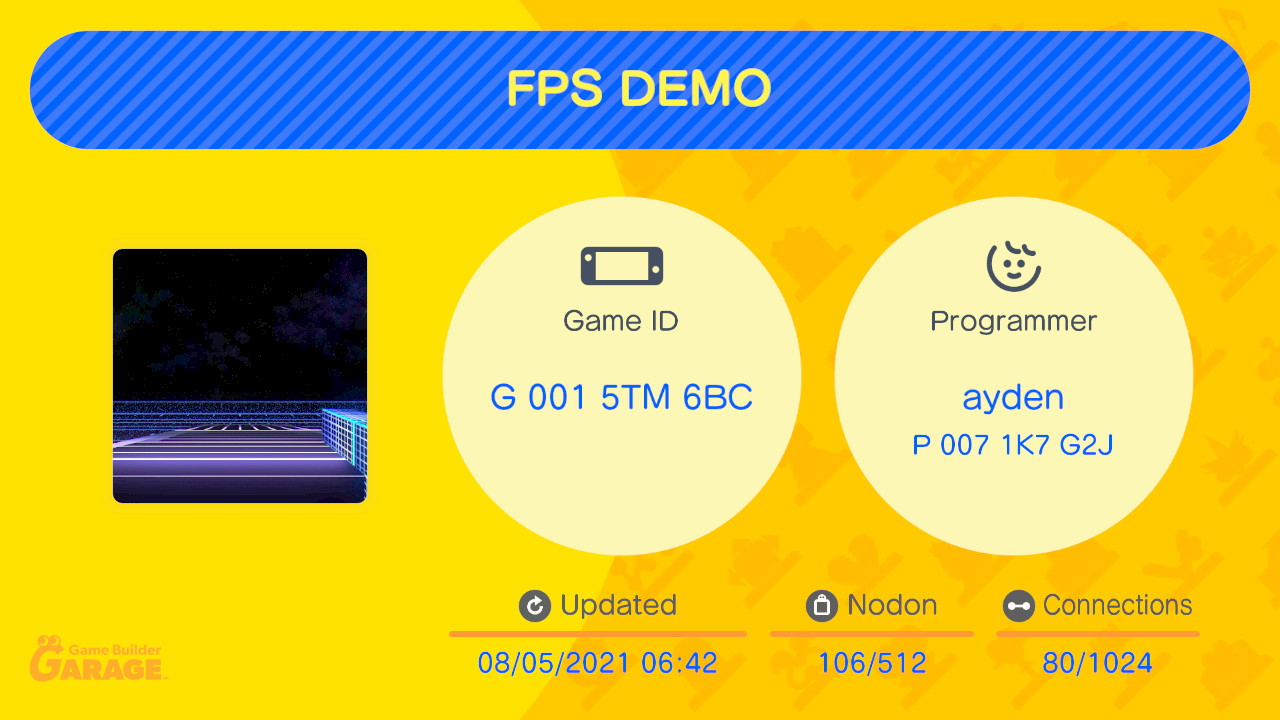 FPS DEMO
Game ID
G 001 5TM 6BC
Programmer
ayden
P 007 1K7 G2J
Updated
08/05/2021 06:42
Nodon
106/512
Connections
80/1024
Game Builder
GARAGE